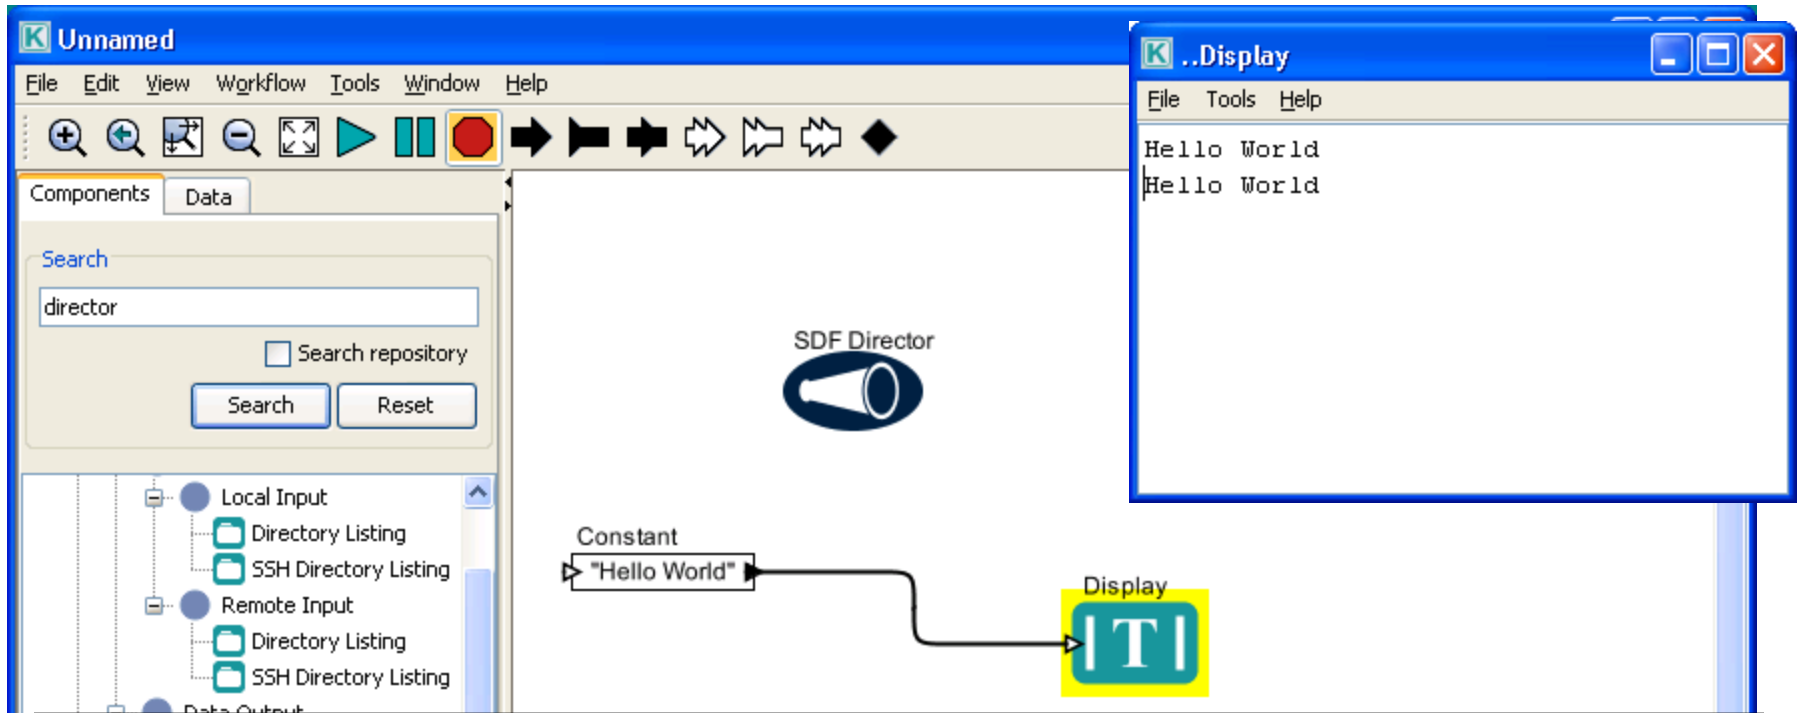 K Unnamed
File Edit View Workflow Tools Window Help
Components Data
Search
director
Search repository
Search Reset
Local Input
Directory Listing
SSH Directory Listing
Remote Input
Directory Listing
SSH Directory Listing
Data Output
SDF Director
Constant
"Hello World"
Display
T
K ..Display
File Tools Help
Hello World
Hello World